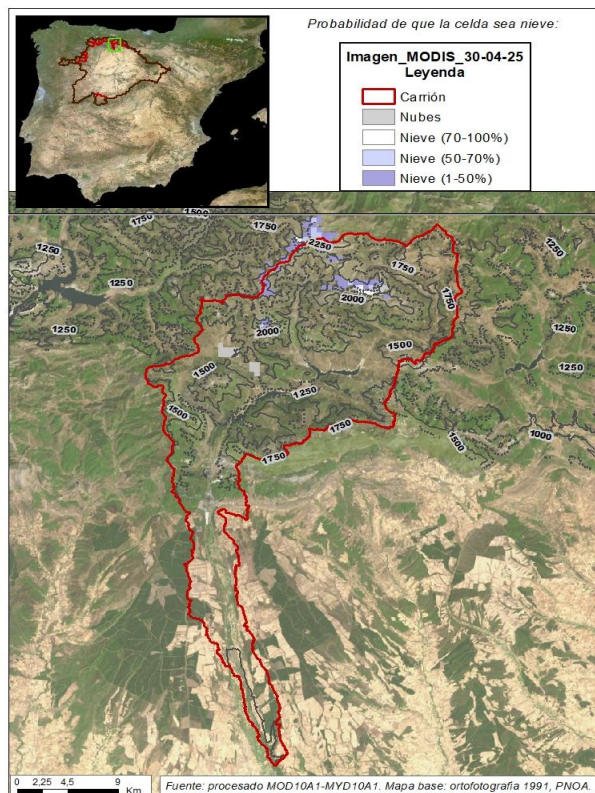 Probabilidad de que la celda sea nieve:
Imagen_MODIS_30-04-25
Leyenda
Carrión
Nubes
Nieve (70-100%)
Nieve (50-70%)
Nieve (1-50%)
1500
1750
1750
1250
2250
1250
1250
1750
1500
1750
2000
1250
1250
2000
1500
1250
1500
1250
1250
1500
1000
1750
1750
1500
0 2,25 4,5 9
Km
Fuente: procesado MOD10A1-MYD10A1. Mapa base: ortofotografia 1991, PNOA.